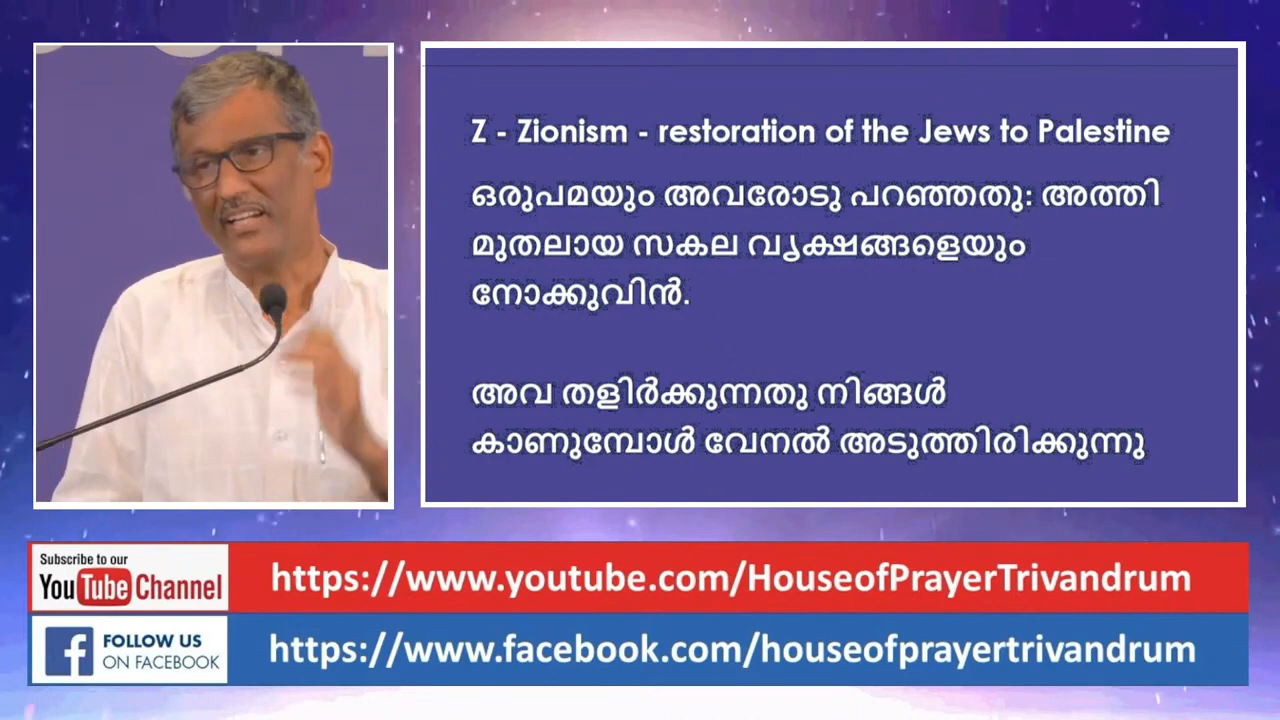 Z - Zionism - restoration of the Jews to Palestine
ഒരുപമയും അവരോടു പറഞ്ഞതു: അത്തി
മുതലായ സകല വൃക്ഷങ്ങളെയും
നോക്കുവിൻ.
അവ തളിർക്കുന്നതു നിങ്ങൾ
കാണുമ്പോൾ വേനൽ അടുത്തിരിക്കുന്നു
Subscribe to our
YouTube Channel
https://www.youtube.com/HouseofPrayerTrivandrum
f FOLLOW US
ON FACEBOOK
https://www.facebook.com/houseofprayertrivandrum